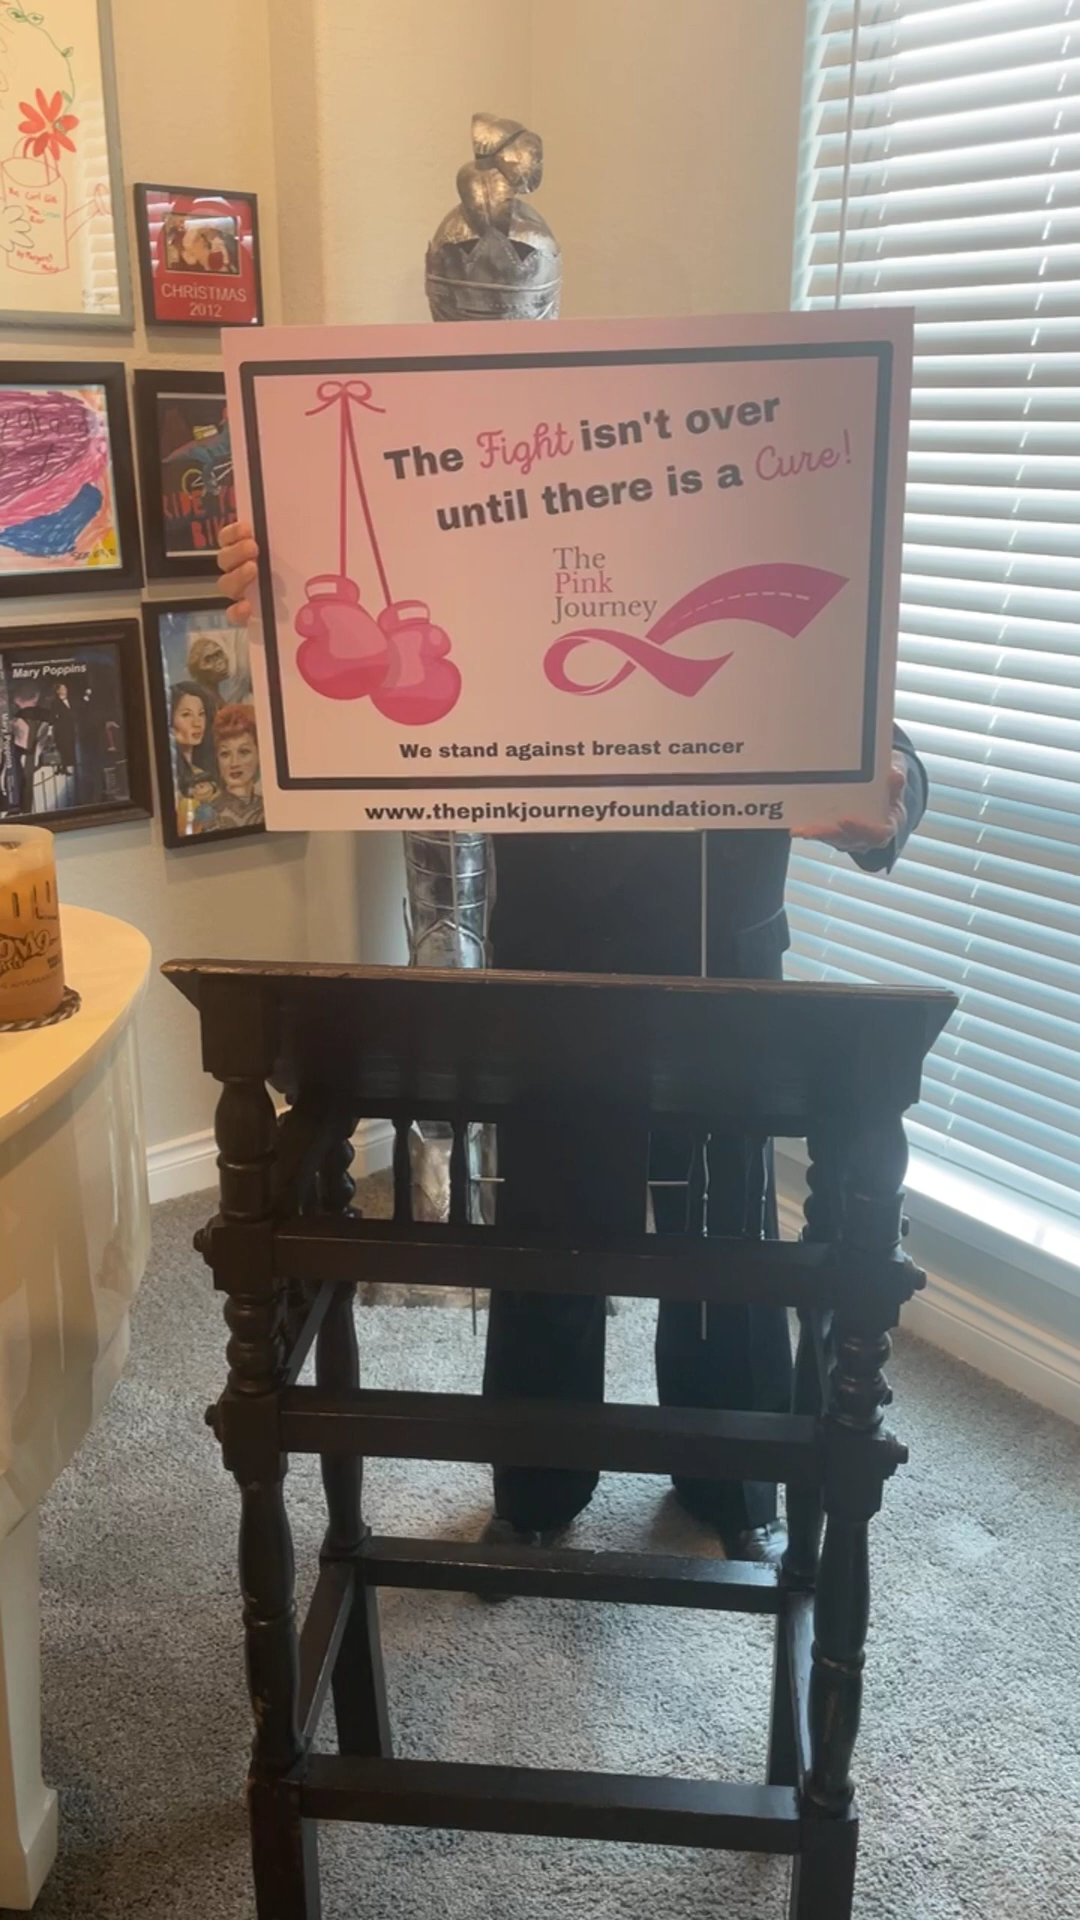 CHRISTMAS
2012
Mary Poppins
The Fight isn't over
until there is a Cure!
The
Pink
Journey
We stand against breast cancer
www.thepinkjourneyfoundation.org